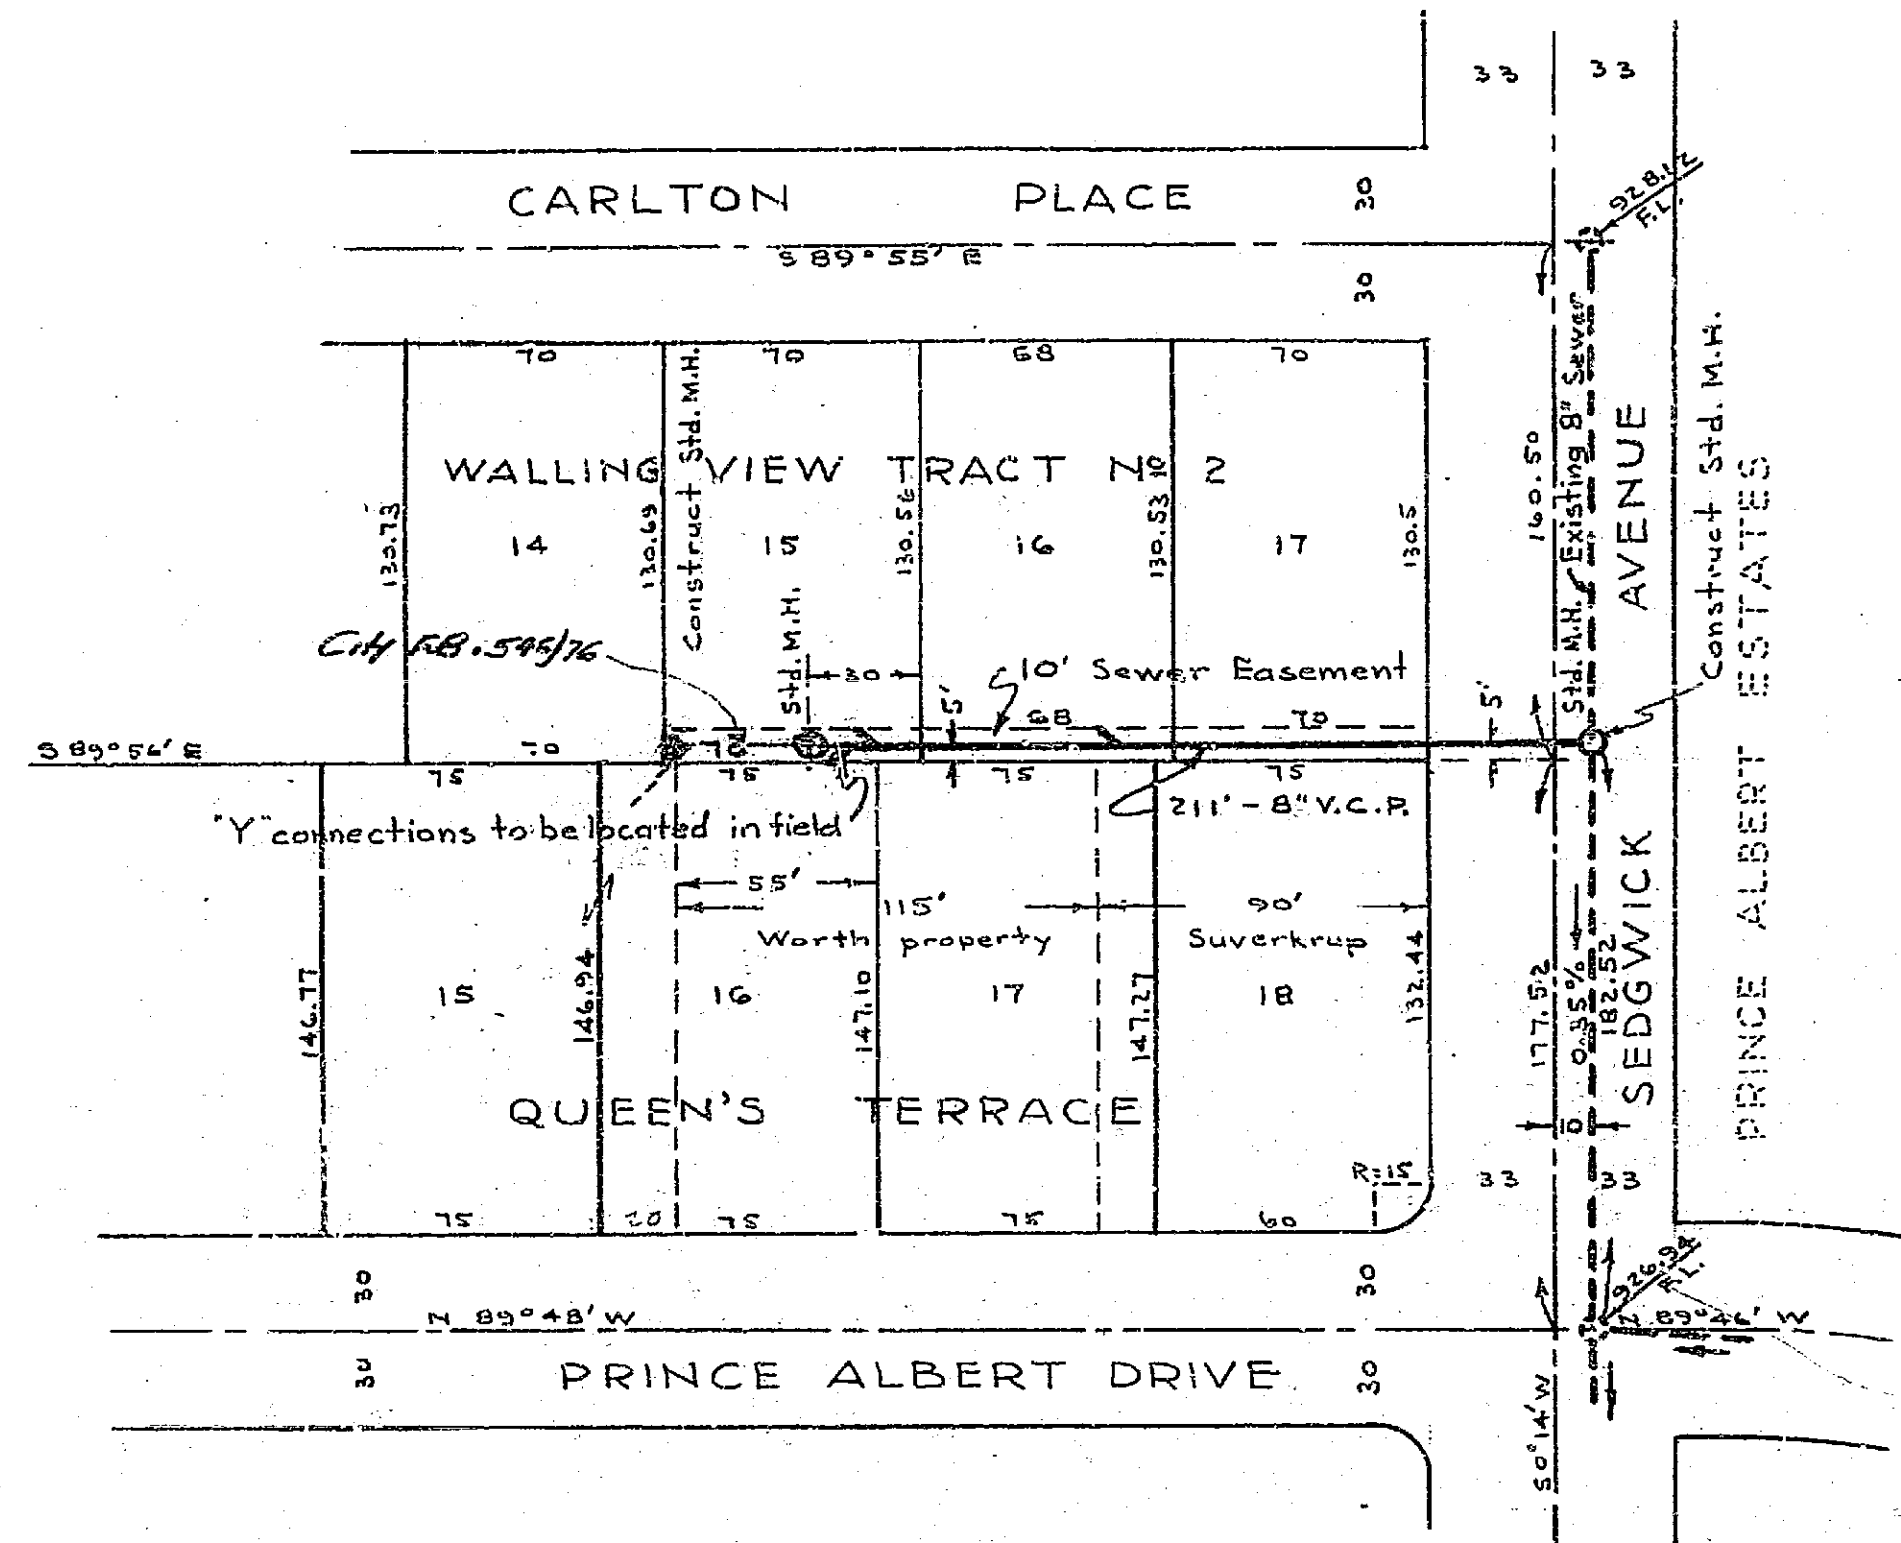 33 33
928.12
F.L.
CARLTON PLACE
30
S 89° 55' E
30
70 70 68 70
Construct Std. M.H.
Existing 8" Sewer
Construct Std. M.H.
WALLING VIEW TRACT No 2
130.73
14
130.69
15
130.56
16
130.53
17
130.5
160.50
AVENUE
PRINCE ALBERT ESTATES
Std. M.H.
Std. M.H.
City F.B. 595/76
30
10' Sewer Easement
5'
68
70
5'
S 89° 56' E
70
70
75 75 75 75
211' - 8" V.C.P.
"Y" connections to be located in field
55'
115'
90'
Worth property
Suverkrup
146.77
15
146.94
16
147.10
17
147.27
18
132.44
177.52
0.35%
182.52
SEDGWICK
QUEEN'S TERRACE
10
R=15
33 33
75 20 75 75 60
30
30
926.94
F.L.
N 89° 48' W
N 89° 46' W
30
PRINCE ALBERT DRIVE
30
S 0° 14' W